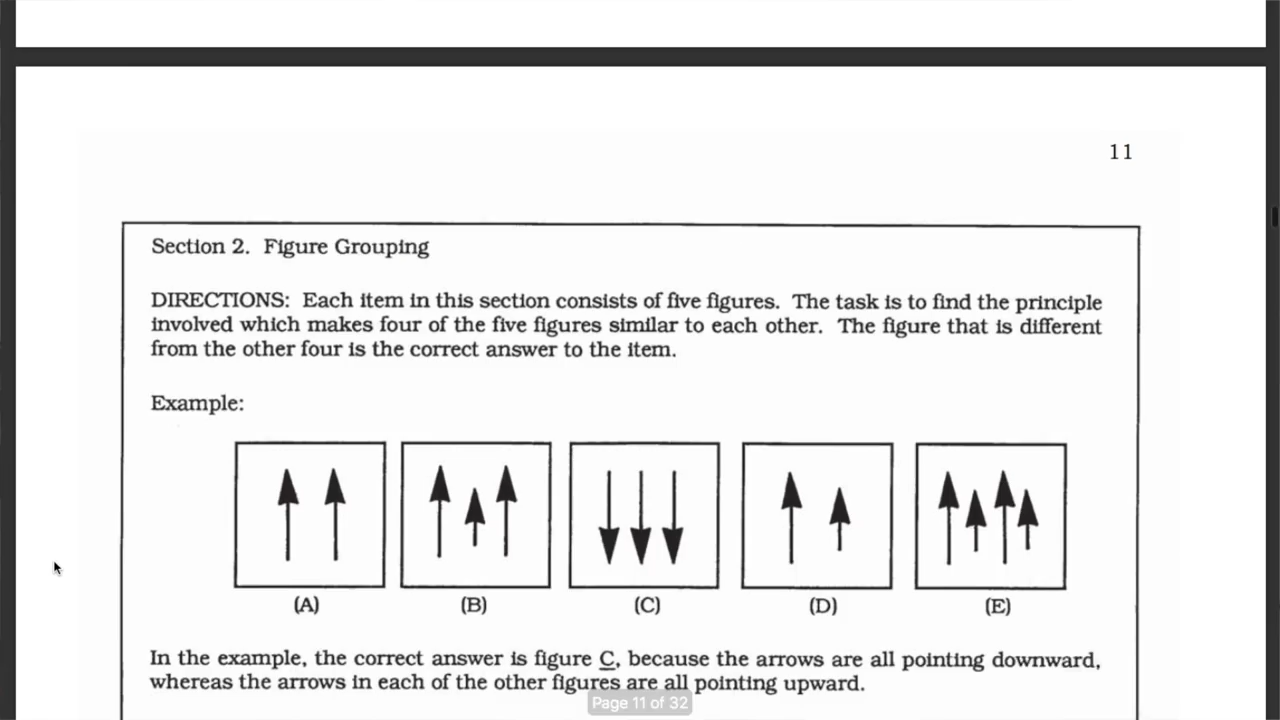 11
Section 2. Figure Grouping
DIRECTIONS: Each item in this section consists of five figures. The task is to find the principle
involved which makes four of the five figures similar to each other. The figure that is different
from the other four is the correct answer to the item.
Example:
(A) (B) (C) (D) (E)
In the example, the correct answer is figure C, because the arrows are all pointing downward,
whereas the arrows in each of the other figures are all pointing upward.
Page 11 of 32